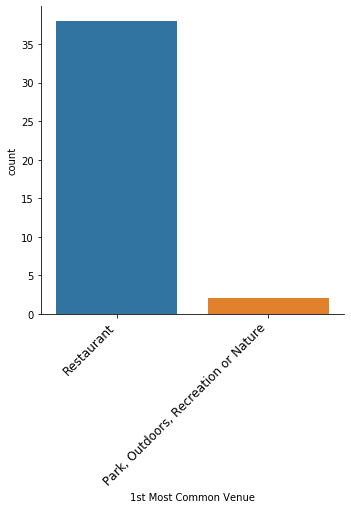 35
30
25
20
15
10
5
0
count
Restaurant
Park, Outdoors, Recreation or Nature
1st Most Common Venue